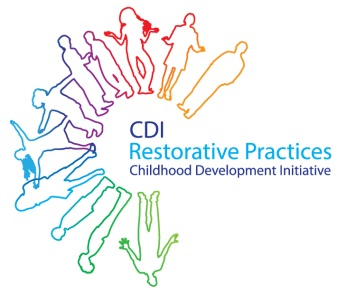 CDI
Restorative Practices
Childhood Development Initiative